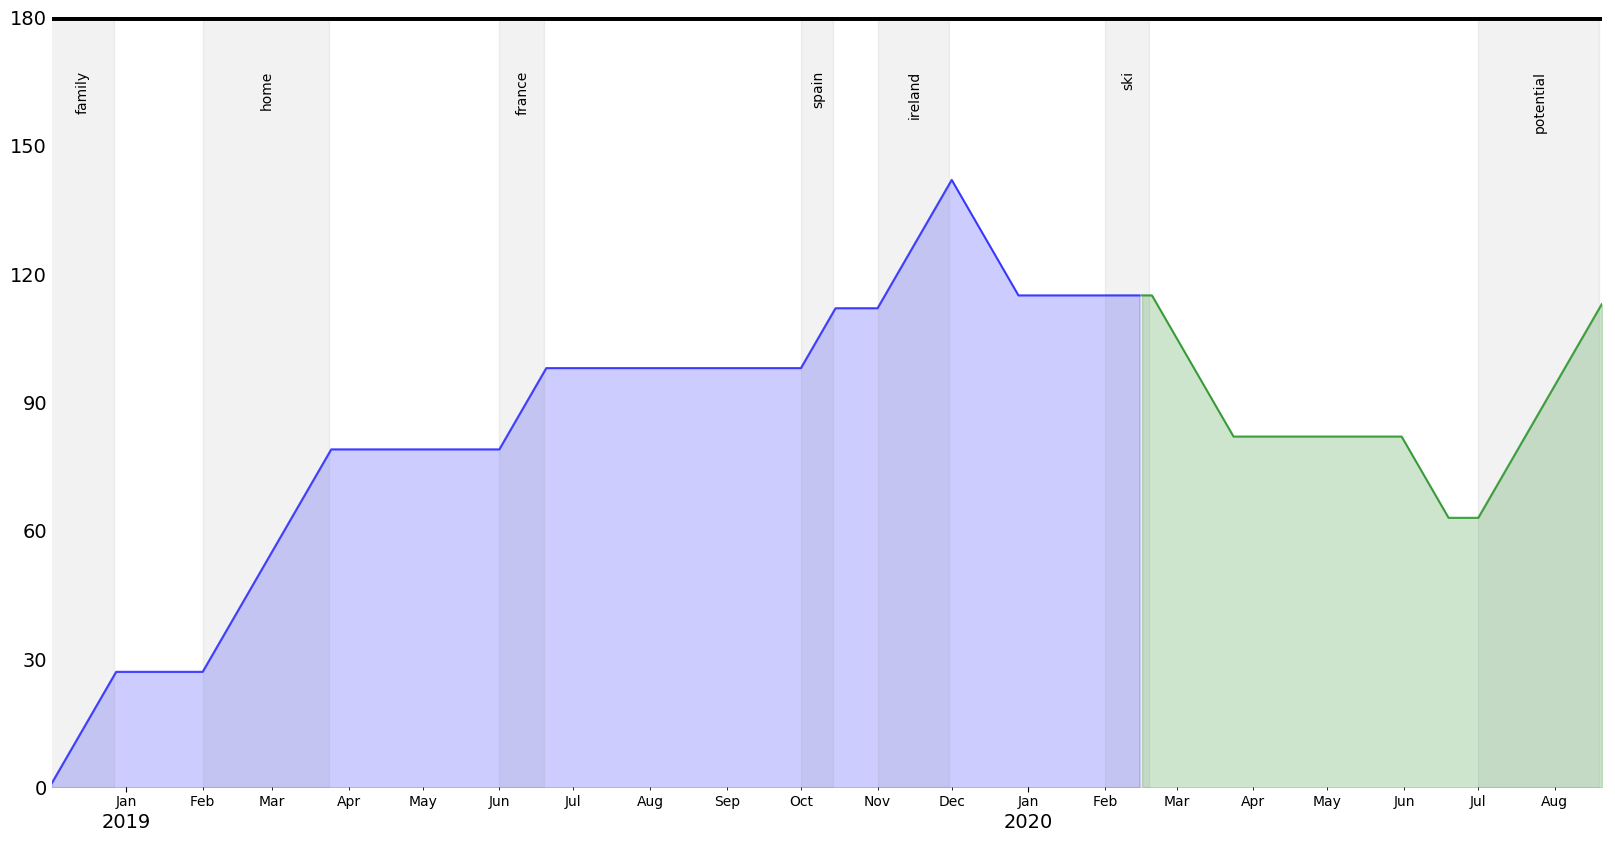 180
family
home
france
spain
ireland
ski
potential
150
120
90
60
30
0
Jan Feb Mar Apr May Jun Jul Aug Sep Oct Nov Dec Jan Feb Mar Apr May Jun Jul Aug
2019 2020